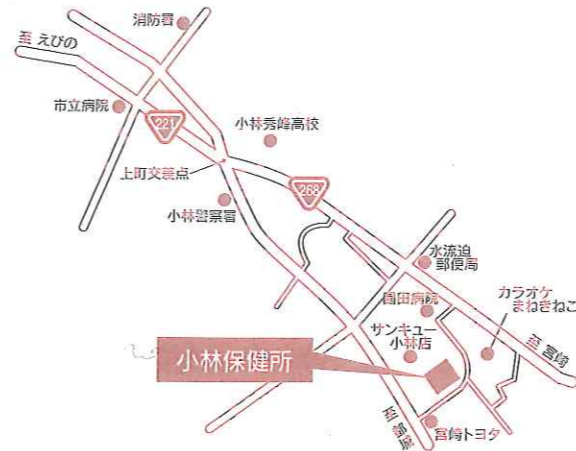 消防署
至 えびの
市立病院
221
小林秀峰高校
上町交差点
268
小林警察署
水流迫
郵便局
園田病院
カラオケ
まねきねこ
サンキュー
小林店
至 宮崎
小林保健所
至 都城
宮崎トヨタ